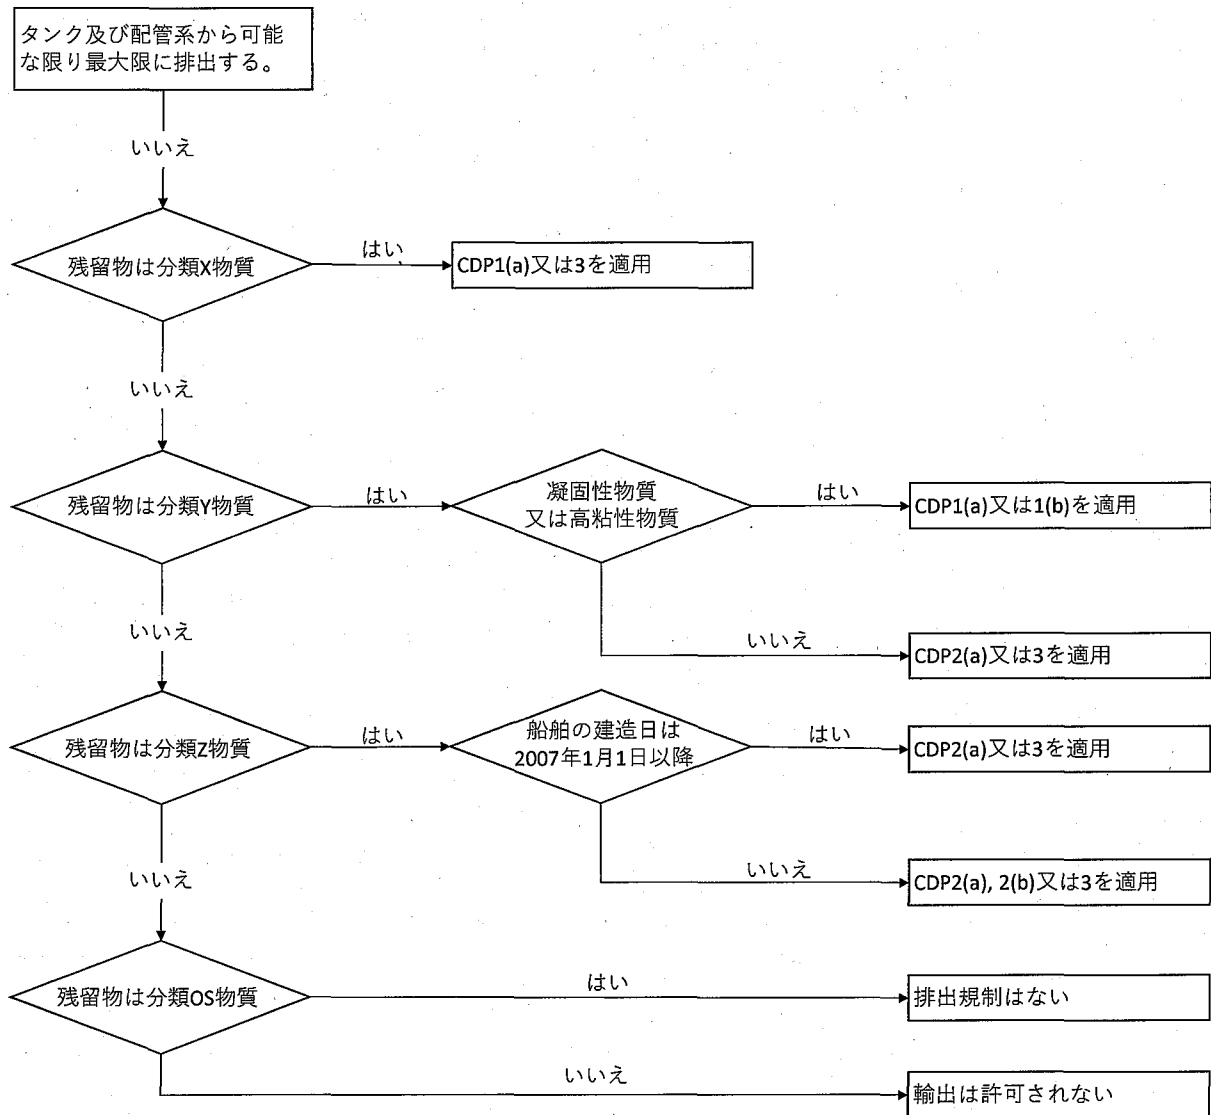 タンク及び配管系から可能
な限り最大限に排出する。
いいえ
残留物は分類X物質
はい
CDP1(a)又は3を適用
いいえ
残留物は分類Y物質
はい
凝固性物質
又は高粘性物質
はい
CDP1(a)又は1(b)を適用
いいえ
CDP2(a)又は3を適用
いいえ
残留物は分類Z物質
はい
船舶の建造日は
2007年1月1日以降
はい
CDP2(a)又は3を適用
いいえ
CDP2(a), 2(b)又は3を適用
いいえ
残留物は分類OS物質
はい
排出規制はない
いいえ
輸出は許可されない